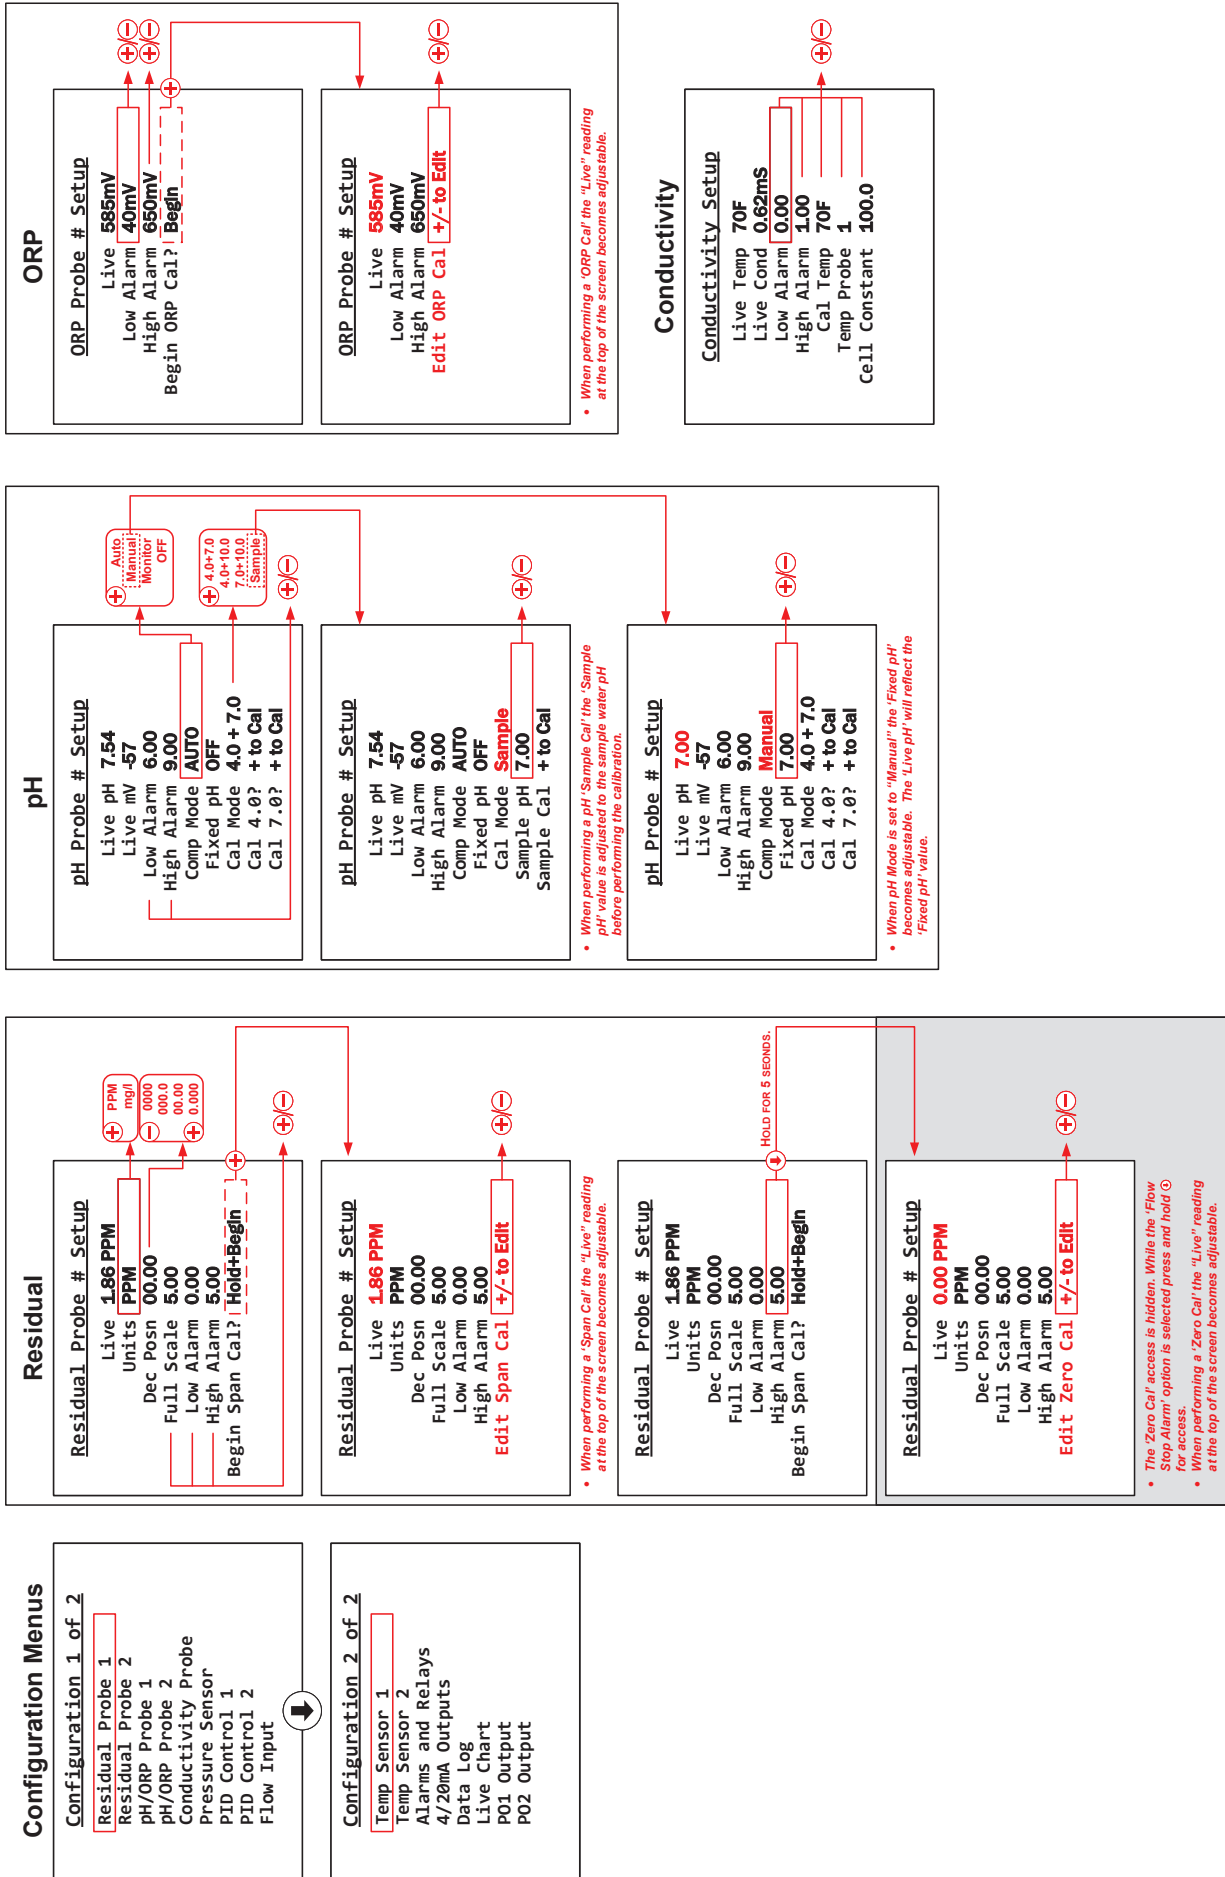 Configuration Menus
Configuration 1 of 2
Residual Probe 1
Residual Probe 2
pH/ORP Probe 1
pH/ORP Probe 2
Conductivity Probe
Pressure Sensor
PID Control 1
PID Control 2
Flow Input
Configuration 2 of 2
Temp Sensor 1
Temp Sensor 2
Alarms and Relays
4/20mA Outputs
Data Log
Live Chart
PO1 Output
PO2 Output
Residual
Residual Probe # Setup
Live 1.86 PPM
Units PPM
Dec Posn 00.00
Full Scale 5.00
Low Alarm 0.00
High Alarm 5.00
Begin Span Cal? Hold+Begin
+ PPM
mg/l
− 0000
000.0
00.00
+ 0.000
+/−
+
Residual Probe # Setup
Live 1.86 PPM
Units PPM
Dec Posn 00.00
Full Scale 5.00
Low Alarm 0.00
High Alarm 5.00
Edit Span Cal +/- to Edit
+/−
• When performing a 'Span Cal' the "Live" reading
at the top of the screen becomes adjustable.
Residual Probe # Setup
Live 1.86 PPM
Units PPM
Dec Posn 00.00
Full Scale 5.00
Low Alarm 0.00
High Alarm 5.00
Begin Span Cal? Hold+Begin
HOLD FOR 5 SEONDS.
Residual Probe # Setup
Live 0.00 PPM
Units PPM
Dec Posn 00.00
Full Scale 5.00
Low Alarm 0.00
High Alarm 5.00
Edit Zero Cal +/- to Edit
+/−
• The 'Zero Cal' access is hidden. While the 'Flow
Stop Alarm' option is selected press and hold
for access.
• When performing a 'Zero Cal' the "Live" reading
at the top of the screen becomes adjustable.
pH
pH Probe # Setup
Live pH 7.54
Live mV -57
Low Alarm 6.00
High Alarm 9.00
Comp Mode AUTO
Fixed pH OFF
Cal Mode 4.0 + 7.0
Cal 4.0? + to Cal
Cal 7.0? + to Cal
+ Auto
Manual
Monitor
OFF
+ 4.0+7.0
4.0+10.0
7.0+10.0
Sample
+/−
pH Probe # Setup
Live pH 7.54
Live mV -57
Low Alarm 6.00
High Alarm 9.00
Comp Mode AUTO
Fixed pH OFF
Cal Mode Sample
Sample pH 7.00
Sample Cal + to Cal
+/−
• When performing a pH 'Sample Cal' the 'Sample
pH' value is adjusted to the sample water pH
before performing the calibration.
pH Probe # Setup
Live pH 7.00
Live mV -57
Low Alarm 6.00
High Alarm 9.00
Comp Mode Manual
Fixed pH 7.00
Cal Mode 4.0 + 7.0
Cal 4.0? + to Cal
Cal 7.0? + to Cal
+/−
• When pH Mode is set to "Manual" the 'Fixed pH'
becomes adjustable. The 'Live pH' will reflect the
'Fixed pH' value.
ORP
ORP Probe # Setup
Live 585mV
Low Alarm 40mV
High Alarm 650mV
Begin ORP Cal? Begin
+/−
+/−
+
ORP Probe # Setup
Live 585mV
Low Alarm 40mV
High Alarm 650mV
Edit ORP Cal +/- to Edit
+/−
• When performing a 'ORP Cal' the "Live" reading
at the top of the screen becomes adjustable.
Conductivity
Conductivity Setup
Live Temp 70F
Live Cond 0.62mS
Low Alarm 0.00
High Alarm 1.00
Cal Temp 70F
Temp Probe 1
Cell Constant 100.0
+/−